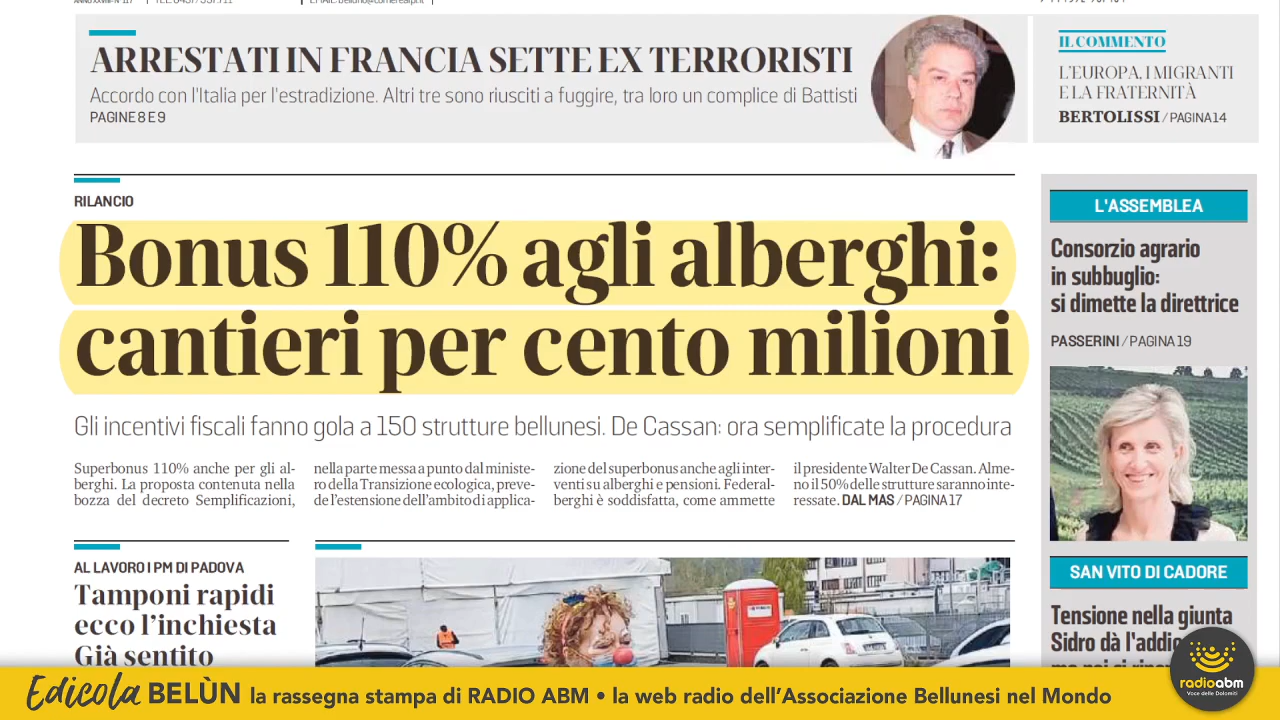 ARRESTATI IN FRANCIA SETTE EX TERRORISTI
Accordo con l'Italia per l'estradizione. Altri tre sono riusciti a fuggire, tra loro un complice di Battisti
PAGINE 8 E 9
IL COMMENTO
L'EUROPA, I MIGRANTI
E LA FRATERNITÀ
BERTOLISSI / PAGINA 14
RILANCIO
Bonus 110% agli alberghi:
cantieri per cento milioni
Gli incentivi fiscali fanno gola a 150 strutture bellunesi. De Cassan: ora semplificate la procedura
Superbonus 110% anche per gli al-
berghi. La proposta contenuta nella
bozza del decreto Semplificazioni,
nella parte messa a punto dal ministe-
ro della Transizione ecologica, preve-
de l'estensione dell'ambito di applica-
zione del superbonus anche agli inter-
venti su alberghi e pensioni. Federal-
berghi è soddisfatta, come ammette
il presidente Walter De Cassan. Alme-
no il 50% delle strutture saranno inte-
ressate. DAL MAS / PAGINA 17
L'ASSEMBLEA
Consorzio agrario
in subbuglio:
si dimette la direttrice
PASSERINI / PAGINA 19
AL LAVORO I PM DI PADOVA
Tamponi rapidi
ecco l'inchiesta
Già sentito
SAN VITO DI CADORE
Tensione nella giunta
Sidro dà l'addio
Edicola BELÙN la rassegna stampa di RADIO ABM • la web radio dell'Associazione Bellunesi nel Mondo
radioabm
Voce delle Dolomiti